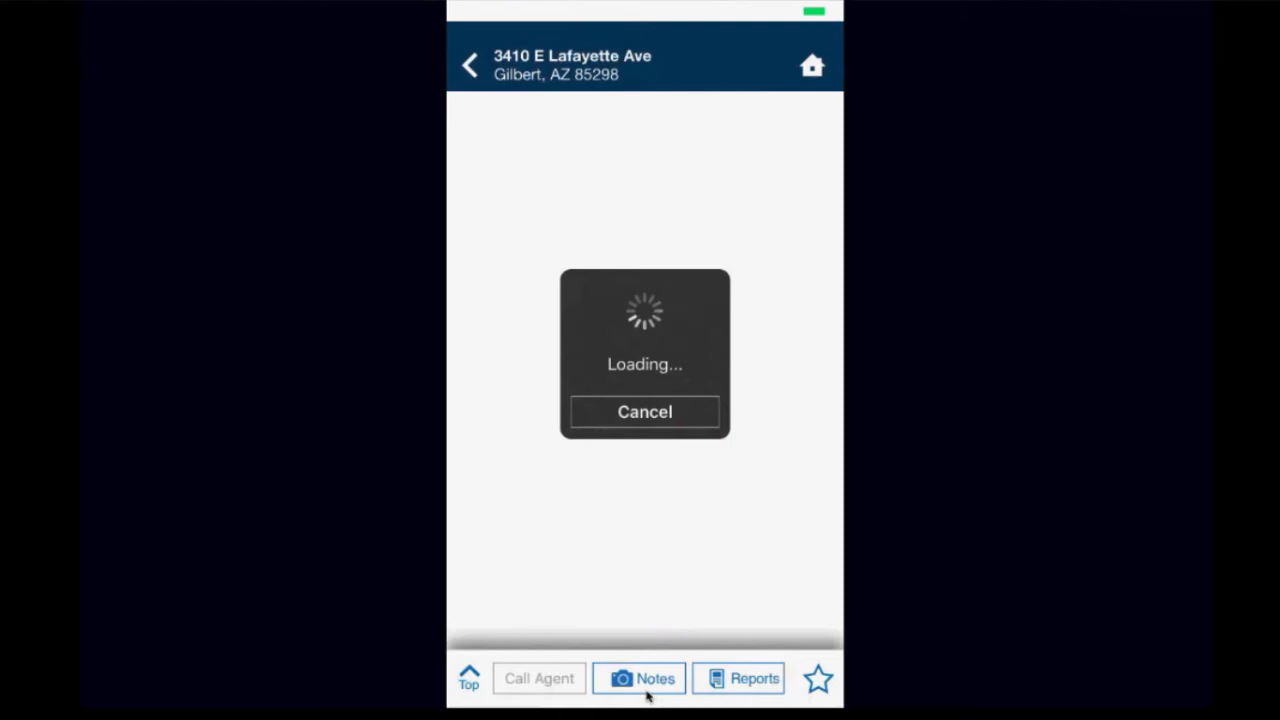 3410 E Lafayette Ave
Gilbert, AZ 85298
Loading...
Cancel
Top
Call Agent
Notes
Reports